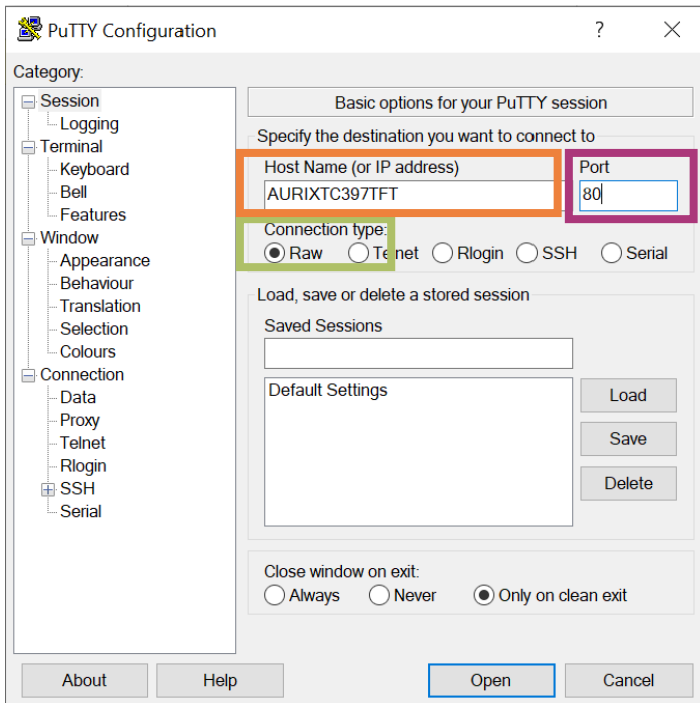 PuTTY Configuration
?
Category:
Session
Logging
Terminal
Keyboard
Bell
Features
Window
Appearance
Behaviour
Translation
Selection
Colours
Connection
Data
Proxy
Telnet
Rlogin
SSH
Serial
Basic options for your PuTTY session
Specify the destination you want to connect to
Host Name (or IP address)
Port
AURIXTC397TFT
80
Connection type:
Raw Telnet Rlogin SSH Serial
Load, save or delete a stored session
Saved Sessions
Default Settings
Load
Save
Delete
Close window on exit:
Always Never Only on clean exit
About Help Open Cancel